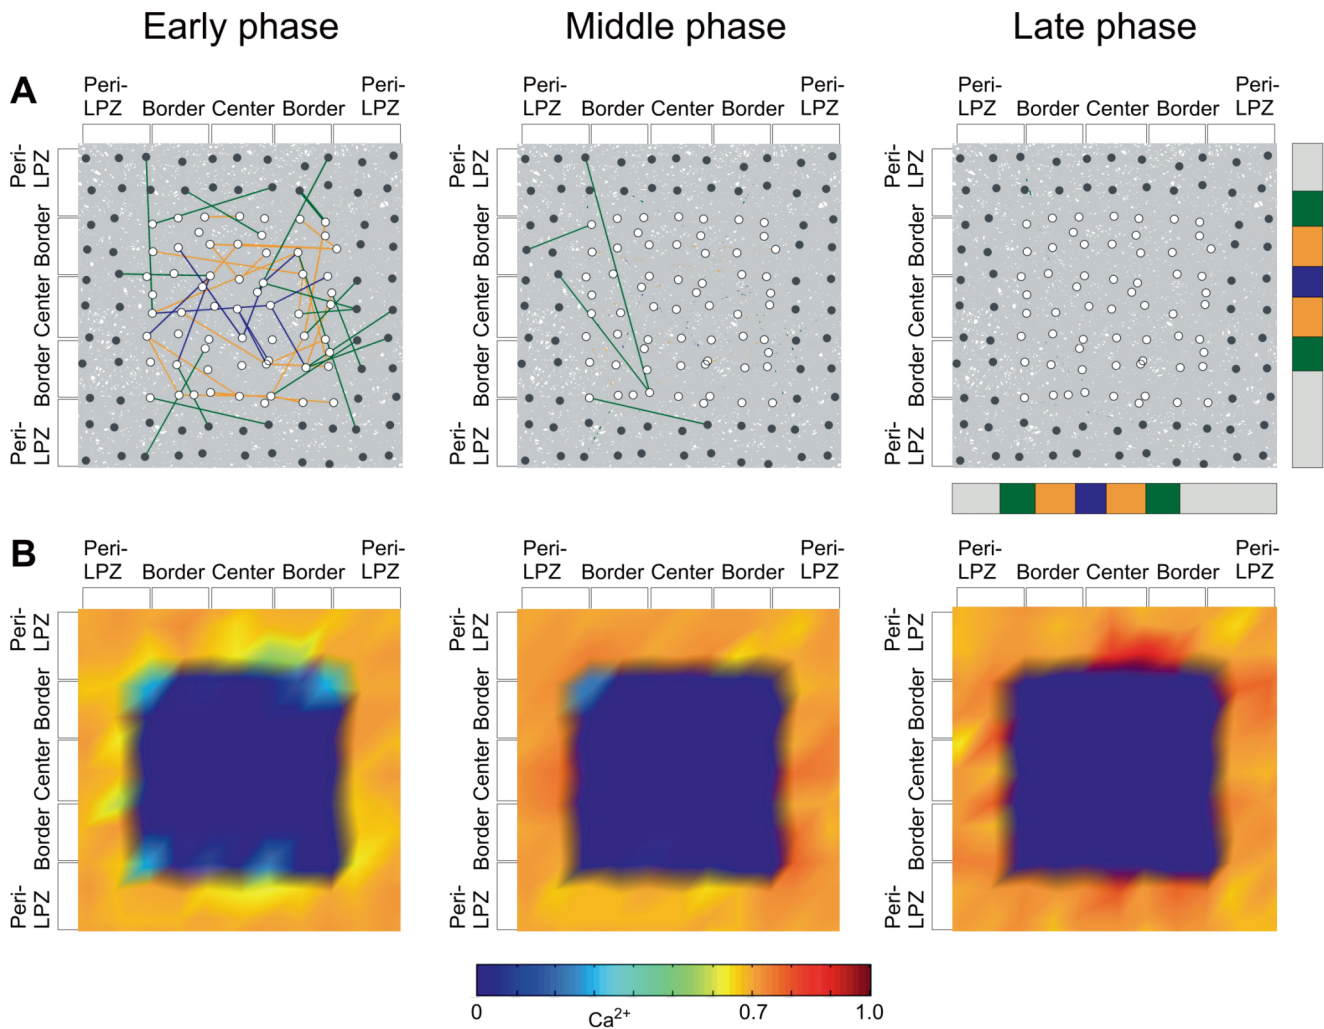 Early phase
Middle phase
Late phase
A
Peri-
LPZ Border Center Border Peri-
LPZ
Peri-
LPZ Border Center Border Peri-
LPZ
Peri-
LPZ Border Center Border Peri-
LPZ
Peri-
LPZ
Border
Center
Border
Peri-
LPZ
Peri-
LPZ
Border
Center
Border
Peri-
LPZ
Peri-
LPZ
Border
Center
Border
Peri-
LPZ
B
Peri-
LPZ Border Center Border Peri-
LPZ
Peri-
LPZ Border Center Border Peri-
LPZ
Peri-
LPZ Border Center Border Peri-
LPZ
Peri-
LPZ
Border
Center
Border
Peri-
LPZ
Peri-
LPZ
Border
Center
Border
Peri-
LPZ
Peri-
LPZ
Border
Center
Border
Peri-
LPZ
0 0.7 1.0
Ca²⁺